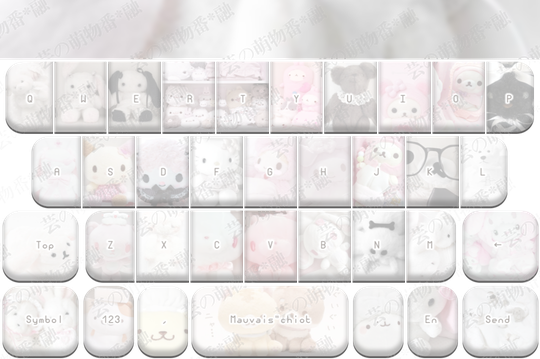 Q W E R T Y U I O P
A S D F G H J K L
Top Z X C V B N M ←
Symbol 123 Mauvais°chiot En Send